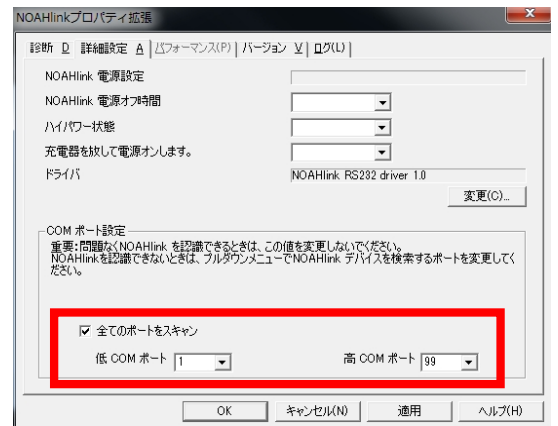 NOAHlinkプロパティ拡張
診断 D 詳細設定 A パフォーマンス(P) バージョン V ログ(L)
NOAHlink 電源設定
NOAHlink 電源オフ時間
ハイパワー状態
充電器を放して電源オンします。
ドライバ NOAHlink RS232 driver 1.0
変更(C)...
COM ポート設定
重要:問題なくNOAHlink を認識できるときは、この値を変更しないでください。
NOAHlinkを認識できないときは、プルダウンメニューでNOAHlink デバイスを検索するポートを変更してく
ださい。
全てのポートをスキャン
低 COM ポート 1 高 COM ポート 99
OK キャンセル(N) 適用 ヘルプ(H)